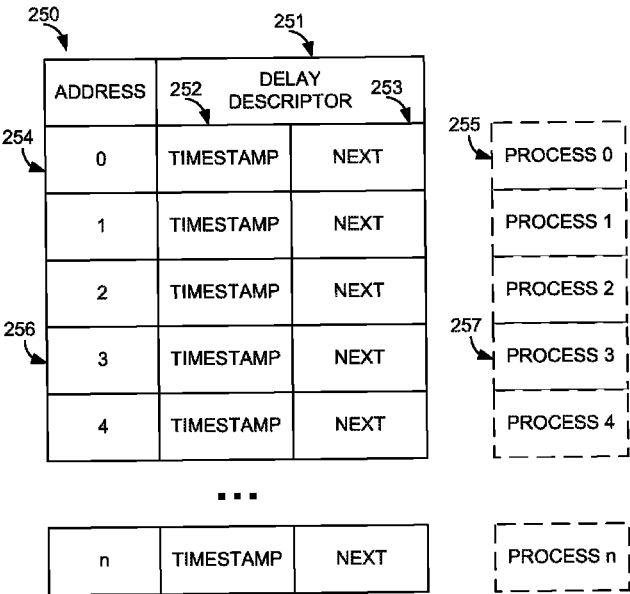 250
251
ADDRESS
DELAY
DESCRIPTOR
252
253
254
0
TIMESTAMP
NEXT
255
PROCESS 0
1
TIMESTAMP
NEXT
PROCESS 1
2
TIMESTAMP
NEXT
PROCESS 2
256
3
TIMESTAMP
NEXT
257
PROCESS 3
4
TIMESTAMP
NEXT
PROCESS 4
...
n
TIMESTAMP
NEXT
PROCESS n